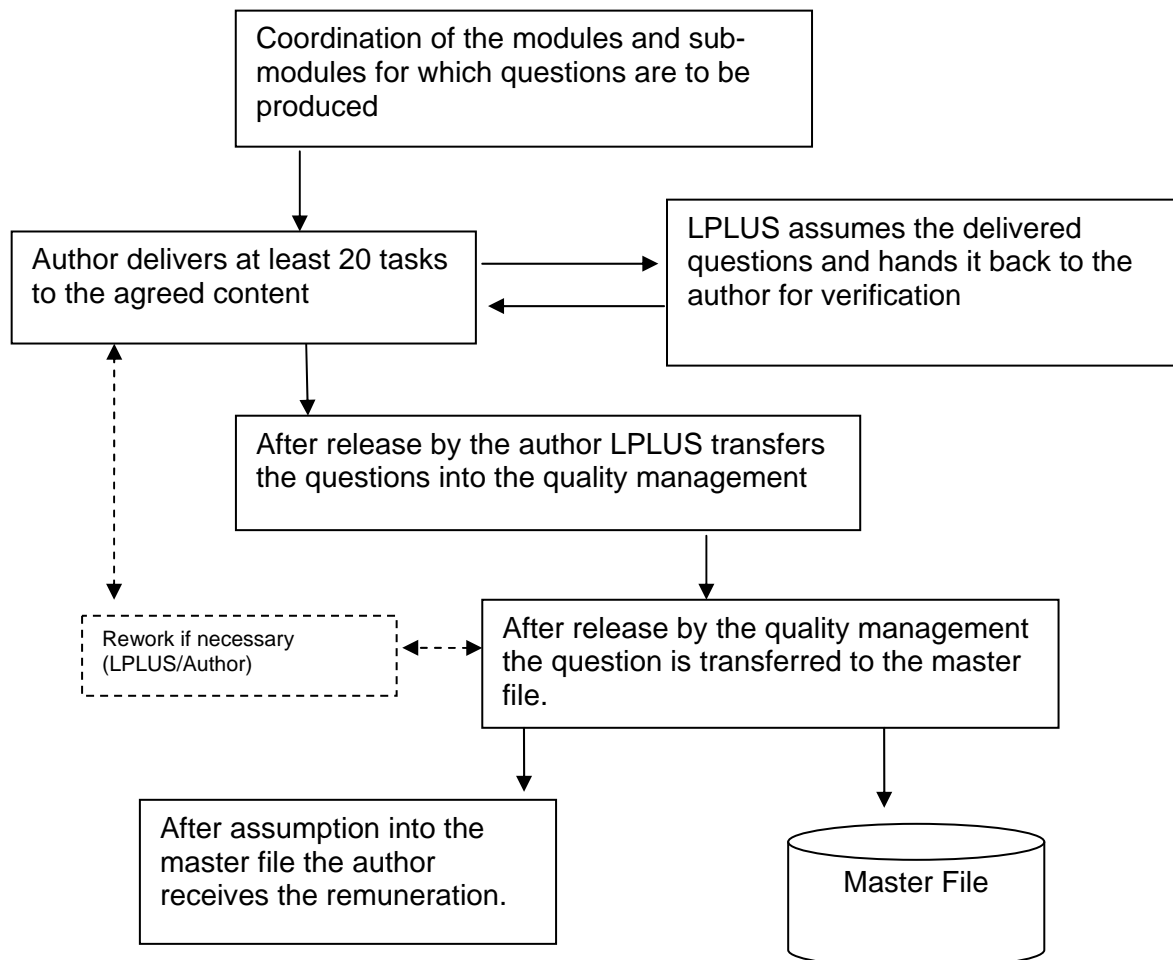 Coordination of the modules and sub-
modules for which questions are to be
produced
Author delivers at least 20 tasks
to the agreed content
LPLUS assumes the delivered
questions and hands it back to the
author for verification
After release by the author LPLUS transfers
the questions into the quality management
Rework if necessary
(LPLUS/Author)
After release by the quality management
the question is transferred to the master
file.
After assumption into the
master file the author
receives the remuneration.
Master File